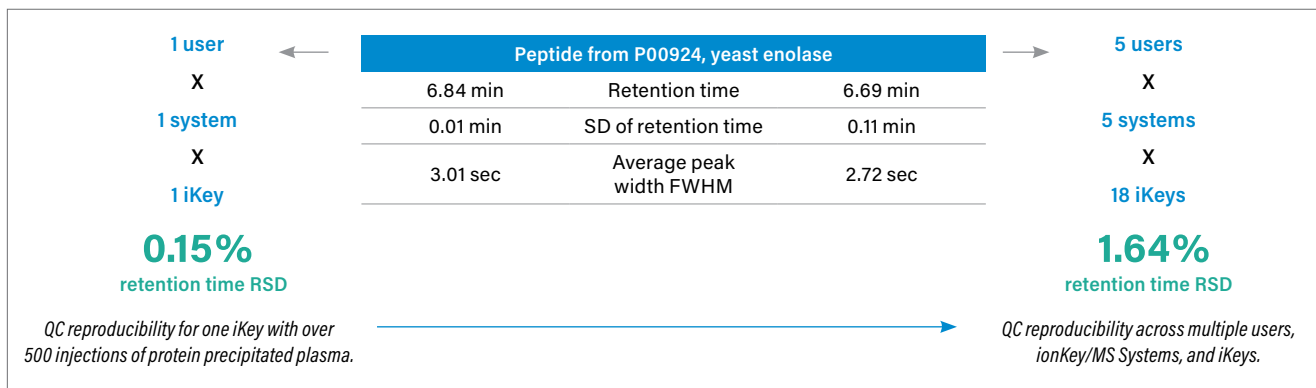 1 user
X
1 system
X
1 iKey
0.15%
retention time RSD
QC reproducibility for one iKey with over
500 injections of protein precipitated plasma.
Peptide from P00924, yeast enolase
6.84 min Retention time 6.69 min
0.01 min SD of retention time 0.11 min
3.01 sec Average peak width FWHM 2.72 sec
5 users
X
5 systems
X
18 iKeys
1.64%
retention time RSD
QC reproducibility across multiple users,
ionKey/MS Systems, and iKeys.